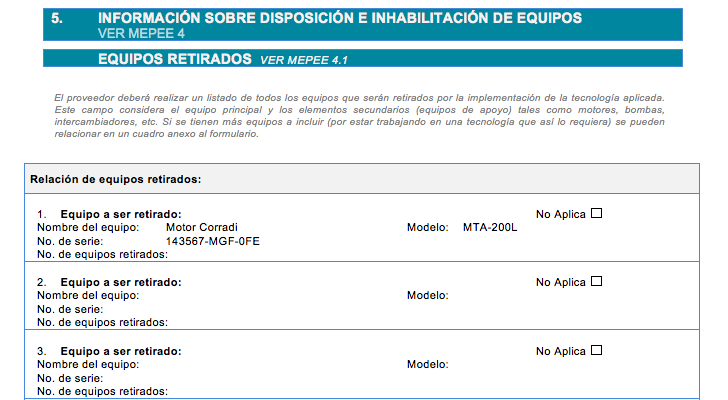 5. INFORMACIÓN SOBRE DISPOSICIÓN E INHABILITACIÓN DE EQUIPOS
VER MEPEE 4
EQUIPOS RETIRADOS VER MEPEE 4.1
El proveedor deberá realizar un listado de todos los equipos que serán retirados por la implementación de la tecnología aplicada.
Este campo considera el equipo principal y los elementos secundarios (equipos de apoyo) tales como motores, bombas,
intercambiadores, etc. Si se tienen más equipos a incluir (por estar trabajando en una tecnología que así lo requiera) se pueden
relacionar en un cuadro anexo al formulario.
Relación de equipos retirados:
1. Equipo a ser retirado: No Aplica
Nombre del equipo: Motor Corradi Modelo: MTA-200L
No. de serie: 143567-MGF-0FE
No. de equipos retirados:
2. Equipo a ser retirado: No Aplica
Nombre del equipo: Modelo:
No. de serie:
No. de equipos retirados:
3. Equipo a ser retirado: No Aplica
Nombre del equipo: Modelo:
No. de serie:
No. de equipos retirados: